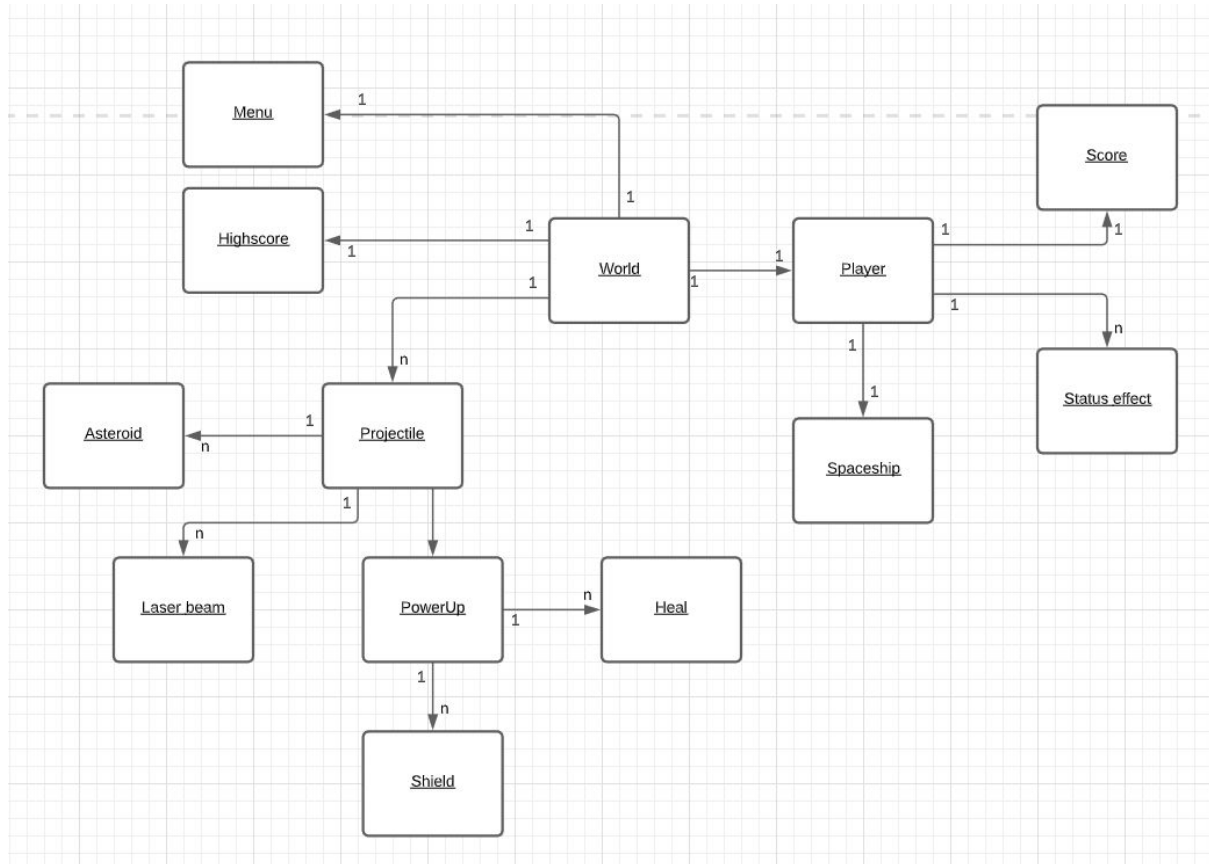 Menu
1
1
Score
Highscore
1
1
1
1
World
1
1
Player
1
1
n
1
n
1
1
Status effect
Asteroid
1
n
Projectile
Spaceship
1
n
Laser beam
PowerUp
1
n
Heal
1
n
Shield